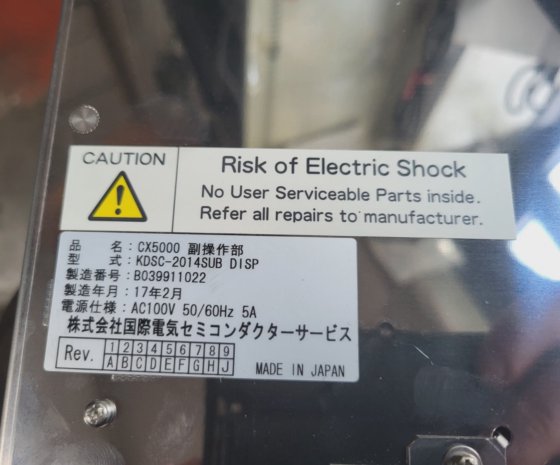 CAUTION
Risk of Electric Shock
No User Serviceable Parts inside.
Refer all repairs to manufacturer.
品 名：CX5000 副操作部
型 式：KDSC-2014SUB DISP
製造番号：B039911022
製造年月：17年2月
電源仕様：AC100V 50/60Hz 5A
株式会社国際電気セミコンダクターサービス
Rev. 1 2 3 4 5 6 7 8 9
A B C D E F G H J
MADE IN JAPAN